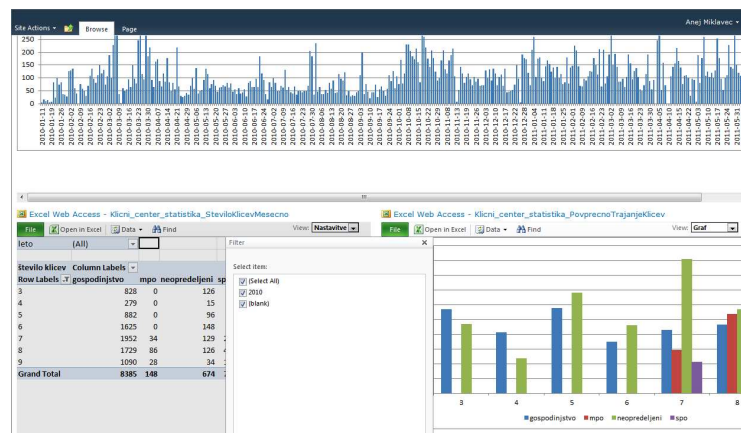 Site Actions Browse Page Anej Miklavec
250
200
150
100
50
0
2010-01-11 2010-01-19 2010-01-26 2010-02-02 2010-02-09 2010-02-16 2010-02-23 2010-03-09 2010-03-16 2010-03-23 2010-03-30 2010-04-07 2010-04-14 2010-04-21 2010-04-29 2010-05-06 2010-05-13 2010-05-20 2010-05-27 2010-06-03 2010-06-10 2010-06-17 2010-06-24 2010-07-02 2010-07-09 2010-07-16 2010-07-23 2010-07-30 2010-08-06 2010-08-13 2010-08-20 2010-08-27 2010-09-03 2010-09-10 2010-09-17 2010-09-24 2010-10-01 2010-10-08 2010-10-15 2010-10-22 2010-10-29 2010-11-08 2010-11-13 2010-11-19 2010-11-26 2010-12-03 2010-12-10 2010-12-17 2010-12-22 2010-12-28 2011-01-04 2011-01-11 2011-01-18 2011-01-25 2011-02-01 2011-02-09 2011-02-16 2011-02-23 2011-03-02 2011-03-09 2011-03-16 2011-03-23 2011-03-30 2011-04-08 2011-04-15 2011-04-22 2011-05-03 2011-05-10 2011-05-17 2011-05-24 2011-05-31
Excel Web Access - Klicni_center_statistika_SteviloKlicevMesecno
File Open in Excel Data Find View: Nastavitve
leto (All)
število klicev Column Labels
Row Labels gospodinjstvo mpo neopredeljeni sp
3 828 0 126
4 279 0 15
5 882 0 96
6 1625 0 148
7 1952 34 129
8 1729 86 126
9 1090 28 34
Grand Total 8385 148 674
Filter
Select item:
(Select All)
2010
(blank)
Excel Web Access - Klicni_center_statistika_PovprecnoTrajanjeKlicev
File Open in Excel Data Find View: Graf
3 4 5 6 7 8
gospodinjstvo mpo neopredeljeni spo